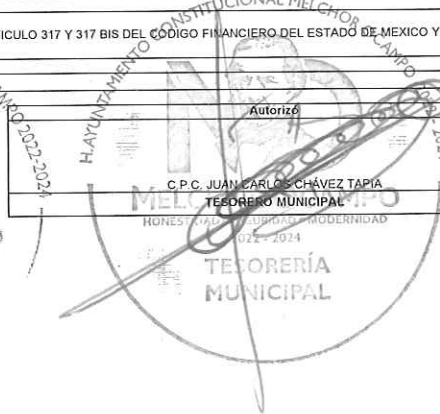 ICULO 317 Y 317 BIS DEL CÓDIGO FINANCIERO DEL ESTADO DE MEXICO Y
H. AYUNTAMIENTO CONSTITUCIONAL MELCHOR OCAMPO
2022-2024
Autorizó
C.P.C. JUAN CARLOS CHÁVEZ TAPIA
TESORERO MUNICIPAL
MELCHOR OCAMPO
HONESTIDAD SEGURIDAD MODERNIDAD
2022 - 2024
TESORERÍA
MUNICIPAL